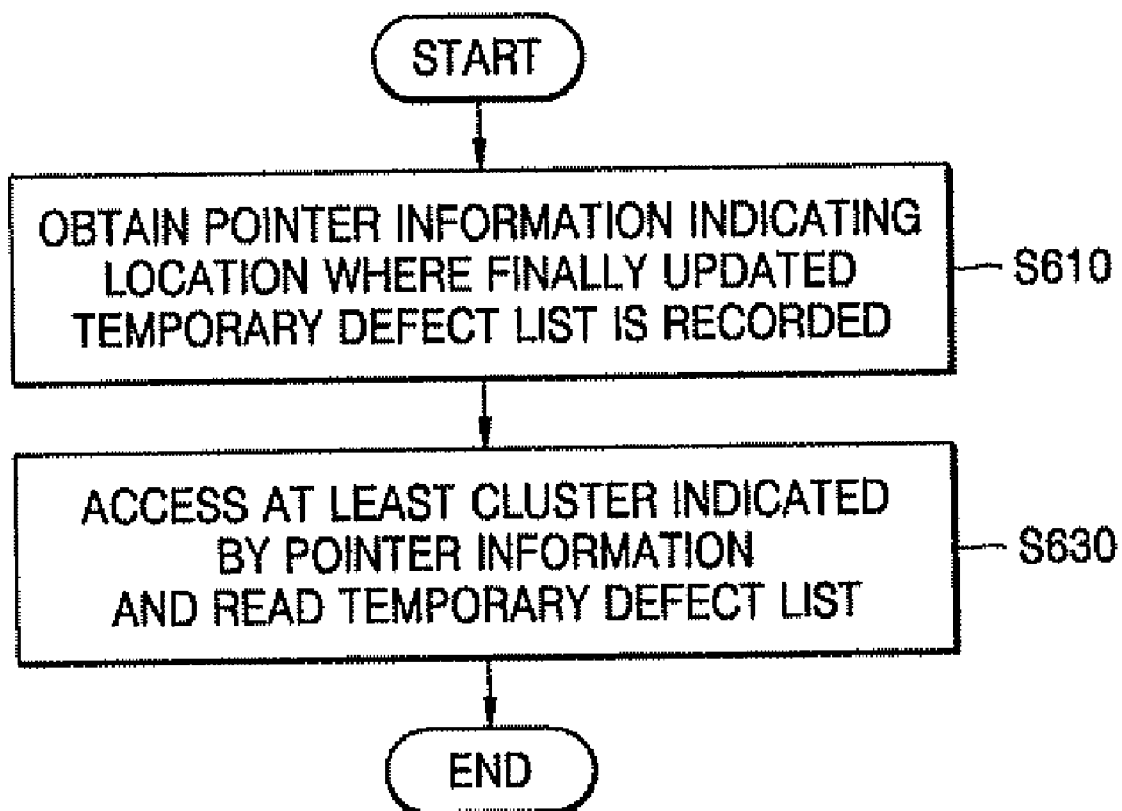 START
OBTAIN POINTER INFORMATION INDICATING
LOCATION WHERE FINALLY UPDATED
TEMPORARY DEFECT LIST IS RECORDED
S610
ACCESS AT LEAST CLUSTER INDICATED
BY POINTER INFORMATION
AND READ TEMPORARY DEFECT LIST
S630
END